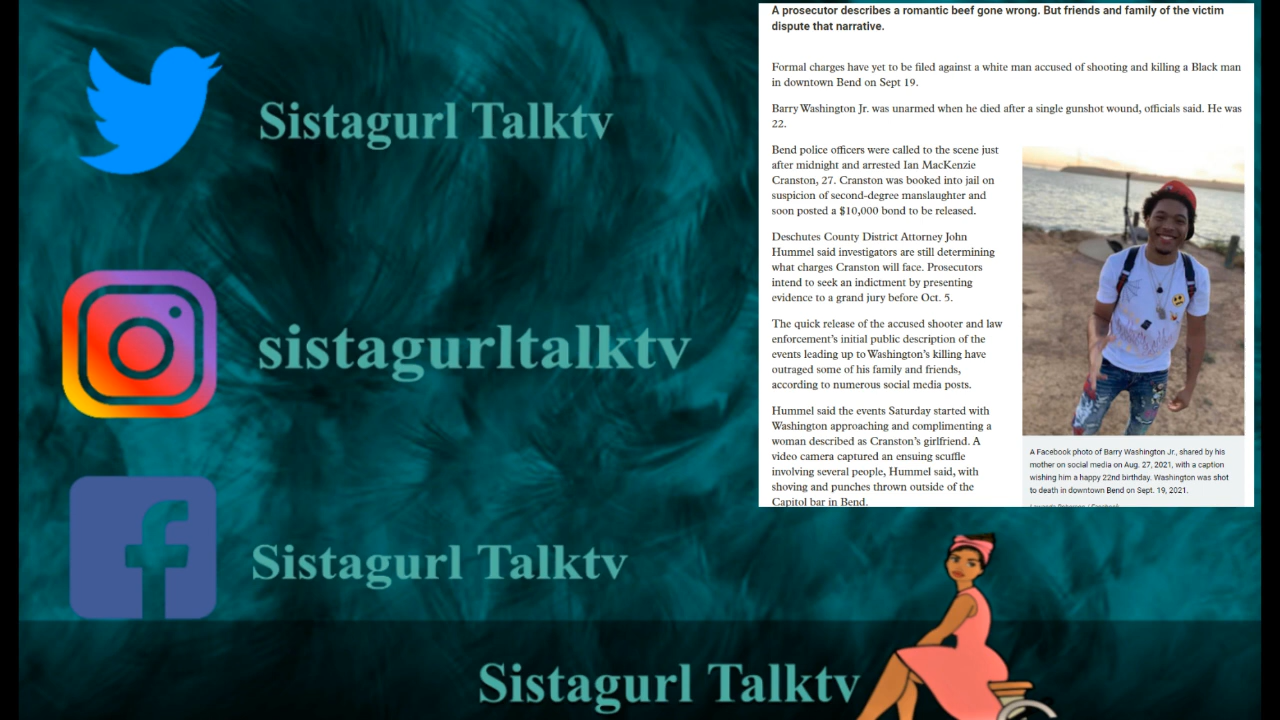 A prosecutor describes a romantic beef gone wrong. But friends and family of the victim
dispute that narrative.
Formal charges have yet to be filed against a white man accused of shooting and killing a Black man
in downtown Bend on Sept 19.
Barry Washington Jr. was unarmed when he died after a single gunshot wound, officials said. He was
22.
Bend police officers were called to the scene just
after midnight and arrested Ian MacKenzie
Cranston, 27. Cranston was booked into jail on
suspicion of second-degree manslaughter and
soon posted a $10,000 bond to be released.
Deschutes County District Attorney John
Hummel said investigators are still determining
what charges Cranston will face. Prosecutors
intend to seek an indictment by presenting
evidence to a grand jury before Oct. 5.
The quick release of the accused shooter and law
enforcement's initial public description of the
events leading up to Washington's killing have
outraged some of his family and friends,
according to numerous social media posts.
Hummel said the events Saturday started with
Washington approaching and complimenting a
woman described as Cranston's girlfriend. A
video camera captured an ensuing scuffle
involving several people, Hummel said, with
shoving and punches thrown outside of the
Capitol bar in Bend.
A Facebook photo of Barry Washington Jr., shared by his
mother on social media on Aug. 27, 2021, with a caption
wishing him a happy 22nd birthday. Washington was shot
to death in downtown Bend on Sept. 19, 2021.
Sistagurl Talktv
sistagurltalktv
Sistagurl Talktv
Sistagurl Talktv